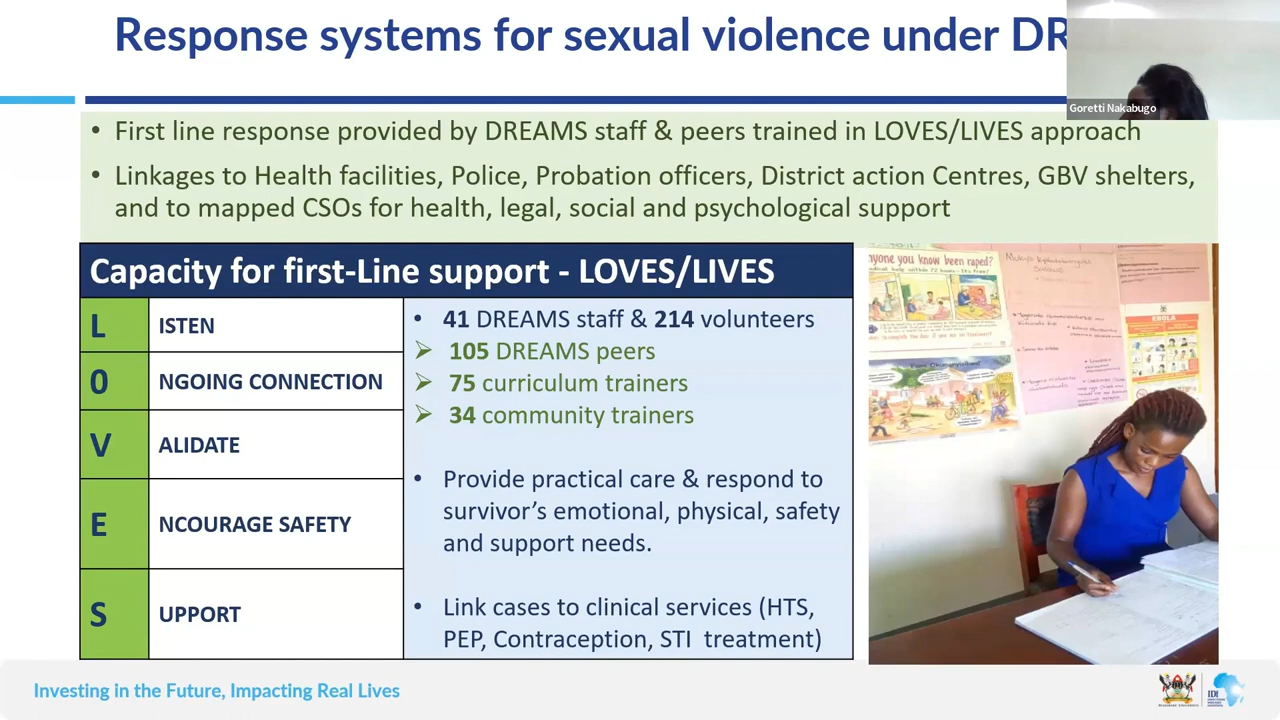 Response systems for sexual violence under DR
Goretti Nakabugo
• First line response provided by DREAMS staff & peers trained in LOVES/LIVES approach
• Linkages to Health facilities, Police, Probation officers, District action Centres, GBV shelters,
and to mapped CSOs for health, legal, social and psychological support
Capacity for first-Line support - LOVES/LIVES
L ISTEN
0 NGOING CONNECTION
V ALIDATE
E NCOURAGE SAFETY
S UPPORT
• 41 DREAMS staff & 214 volunteers
➢ 105 DREAMS peers
➢ 75 curriculum trainers
➢ 34 community trainers
• Provide practical care & respond to
survivor's emotional, physical, safety
and support needs.
• Link cases to clinical services (HTS,
PEP, Contraception, STI treatment)
nyone you know been raped?
EBOLA
Investing in the Future, Impacting Real Lives
IDI